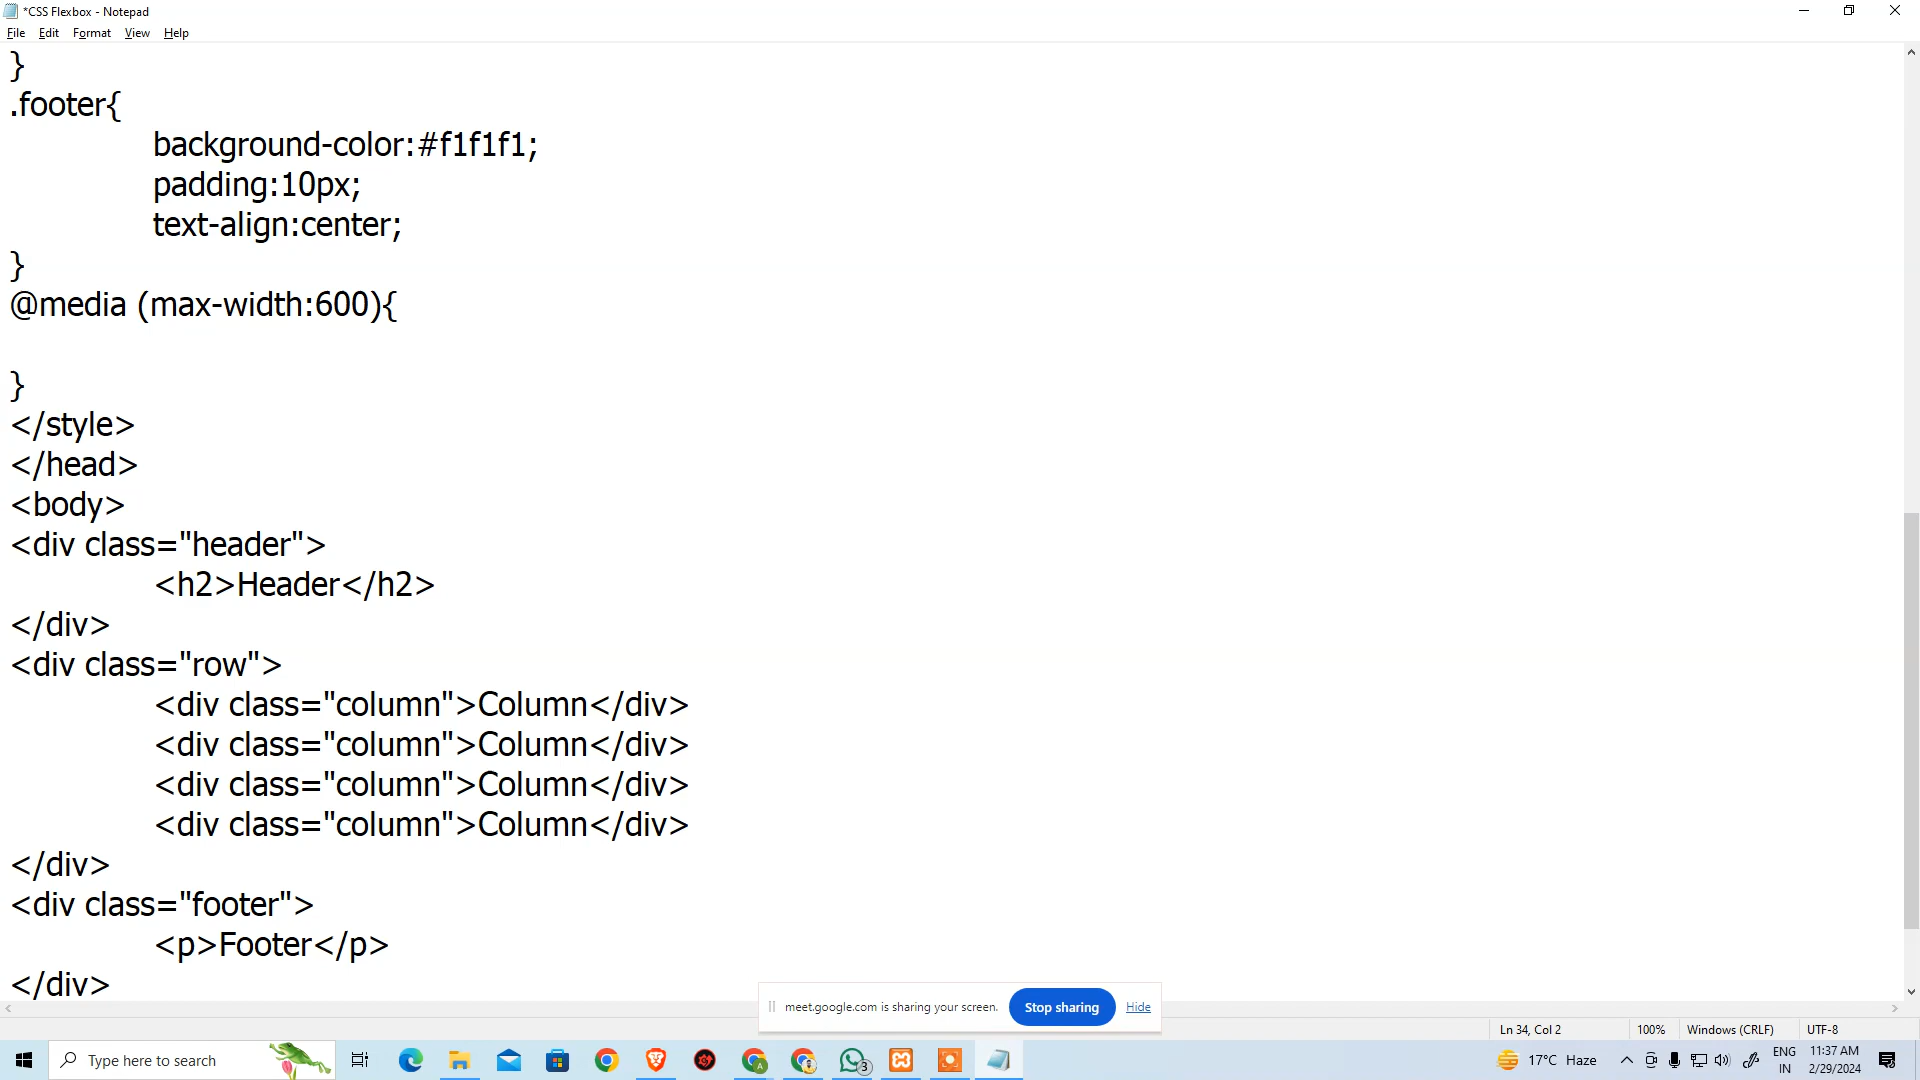 *CSS Flexbox - Notepad
File Edit Format View Help
}
.footer{
background-color:#f1f1f1;
padding:10px;
text-align:center;
}
@media (max-width:600){
}
</style>
</head>
<body>
<div class="header">
<h2>Header</h2>
</div>
<div class="row">
<div class="column">Column</div>
<div class="column">Column</div>
<div class="column">Column</div>
<div class="column">Column</div>
</div>
<div class="footer">
<p>Footer</p>
</div>
meet.google.com is sharing your screen. Stop sharing Hide
Ln 34, Col 2 100% Windows (CRLF) UTF-8
Type here to search
A
3
17°C Haze
ENG
IN
11:37 AM
2/29/2024